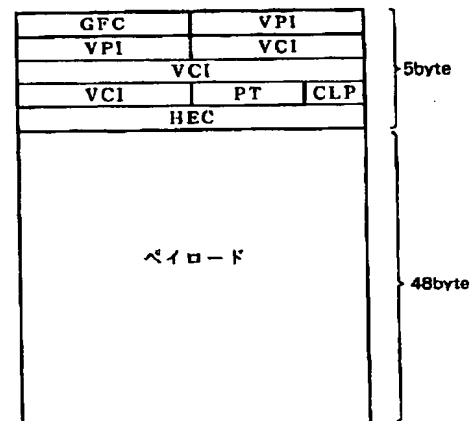 GFC VPI
VPI VCI
VCI
5byte
VCI PT CLP
HEC
ペイロード
48byte